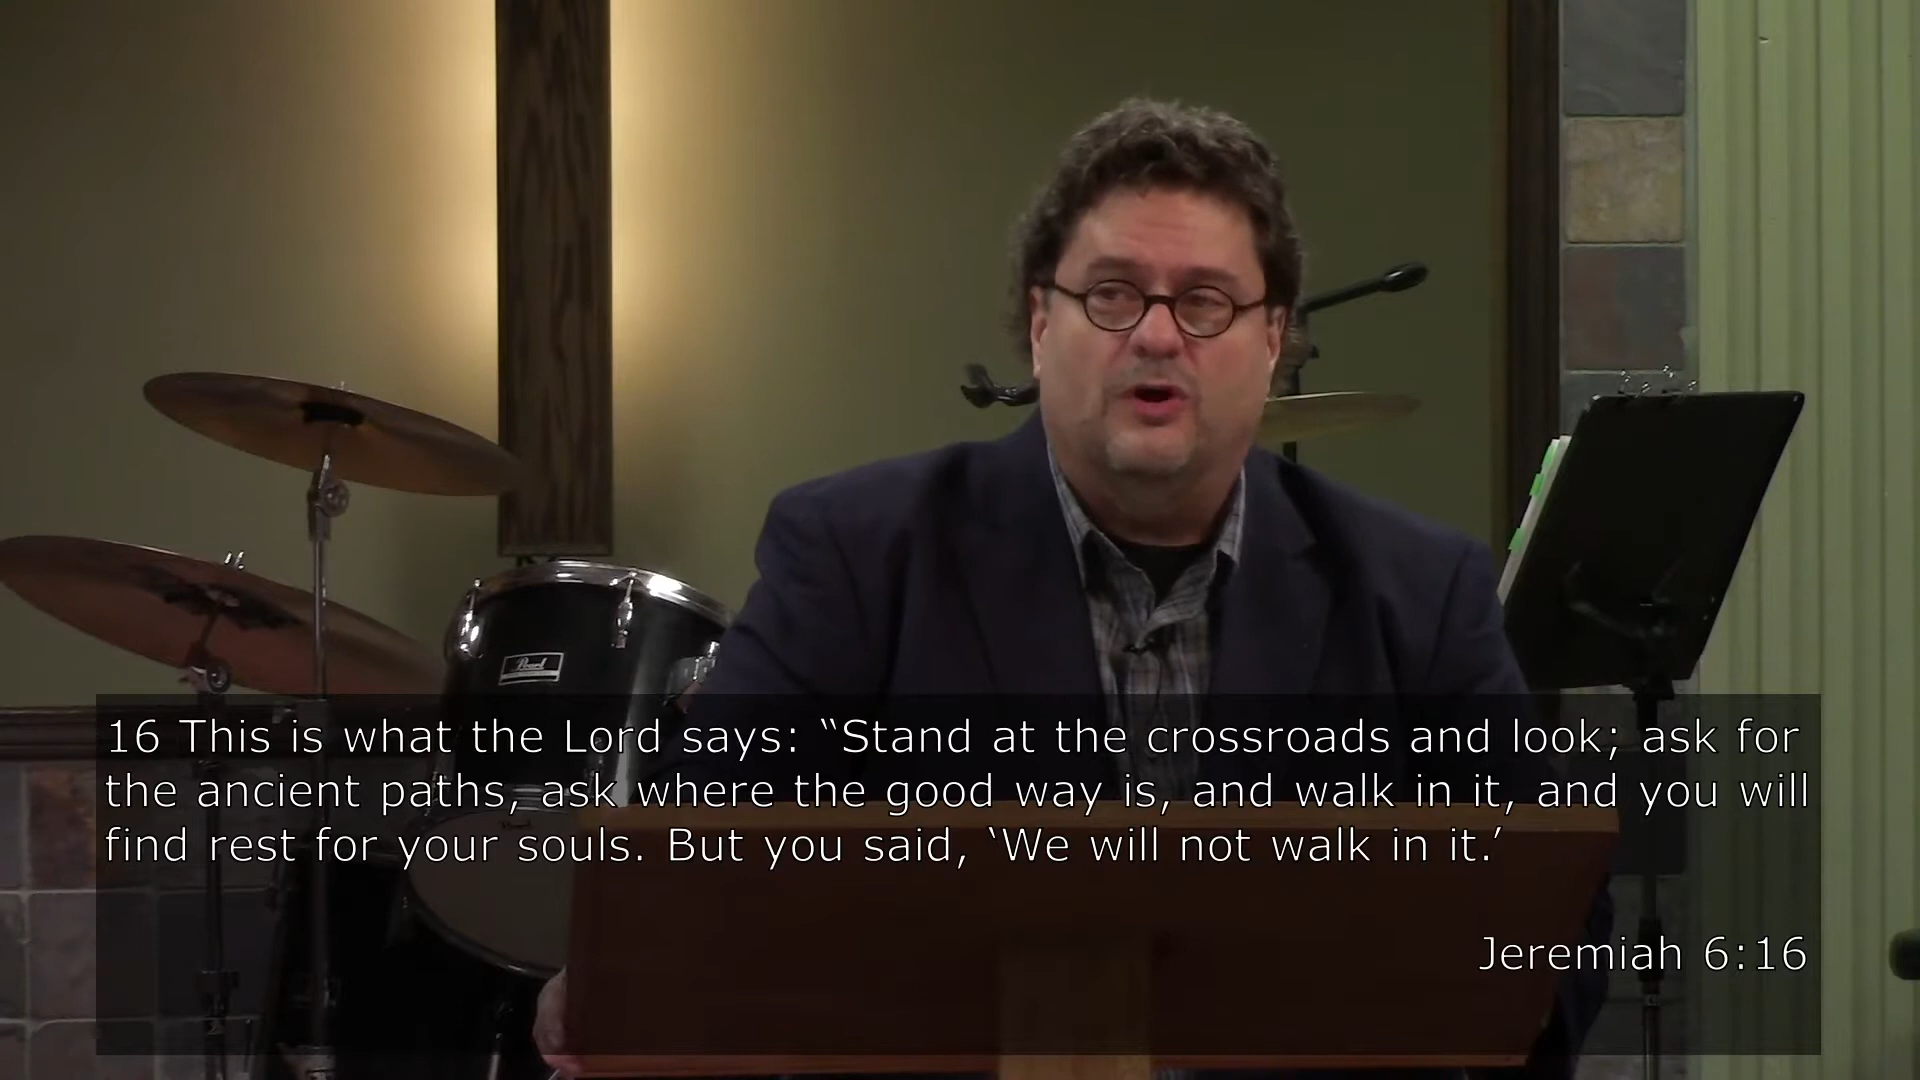 16 This is what the Lord says: “Stand at the crossroads and look; ask for
the ancient paths, ask where the good way is, and walk in it, and you will
find rest for your souls. But you said, ‘We will not walk in it.’
Jeremiah 6:16
Pearl